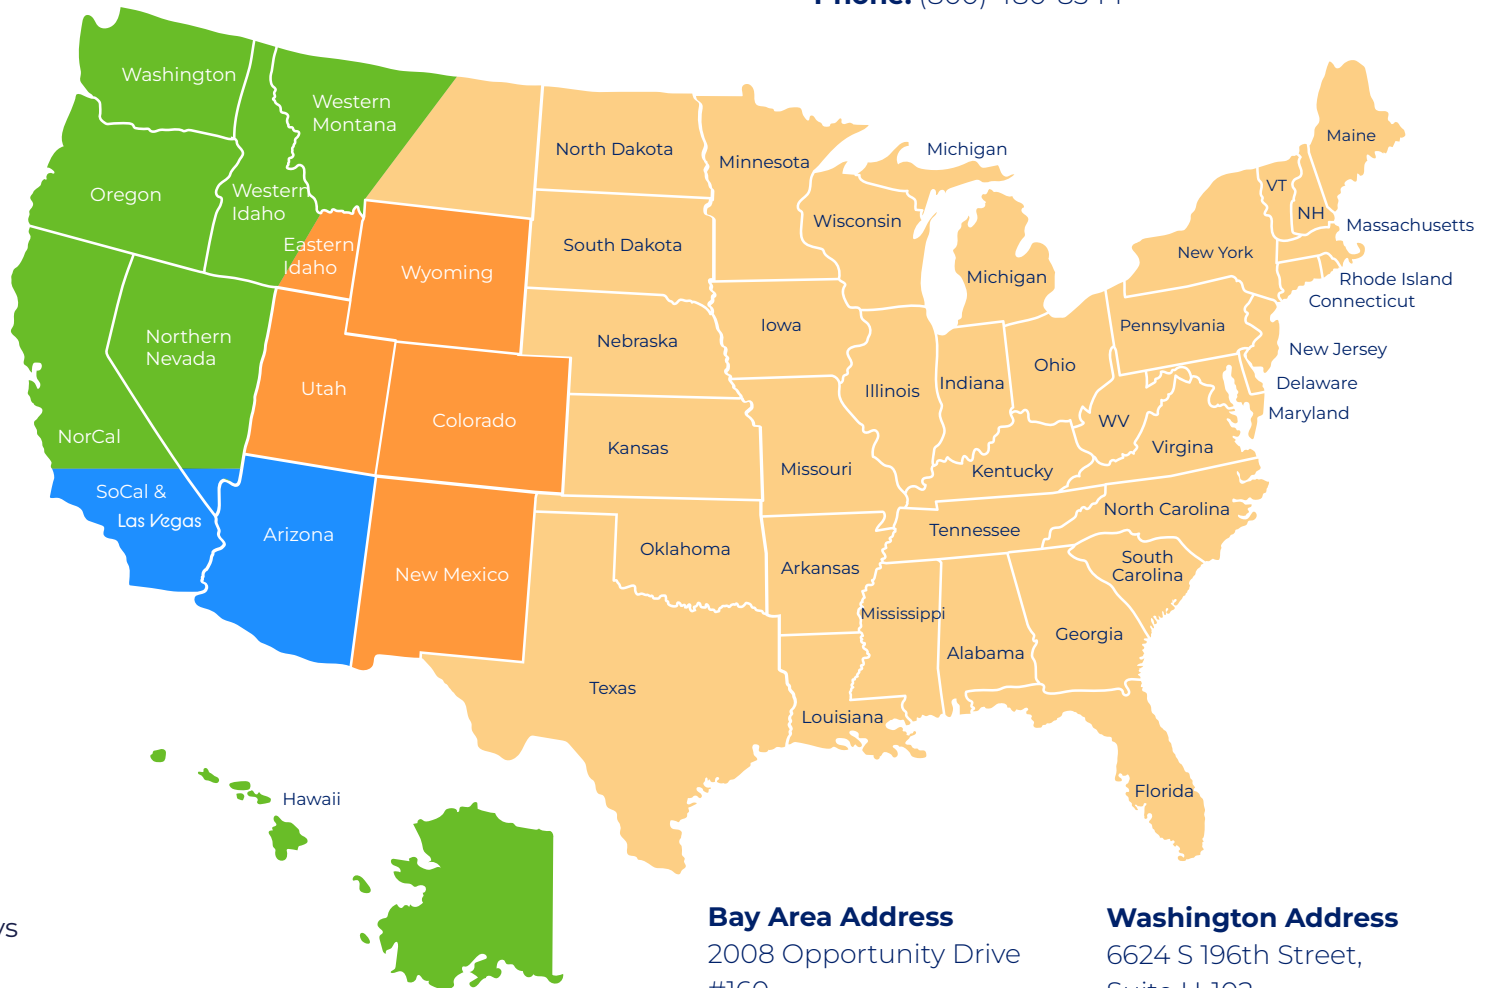 Phone: (800)
Washington
Western
Montana
North Dakota
Minnesota
Michigan
Maine
Oregon
Western
Idaho
VT
NH
Massachusetts
Wisconsin
Eastern
Idaho
Wyoming
South Dakota
Michigan
New York
Rhode Island
Connecticut
Northern
Nevada
Nebraska
Iowa
Pennsylvania
New Jersey
Utah
Colorado
Illinois
Indiana
Ohio
Delaware
Maryland
NorCal
Kansas
Missouri
Kentucky
WV
Virgina
SoCal &
Las Vegas
Arizona
New Mexico
Oklahoma
Arkansas
Tennessee
North Carolina
South
Carolina
Mississippi
Alabama
Georgia
Texas
Louisiana
Florida
Hawaii
Bay Area Address
2008 Opportunity Drive
#160
Washington Address
6624 S 196th Street,